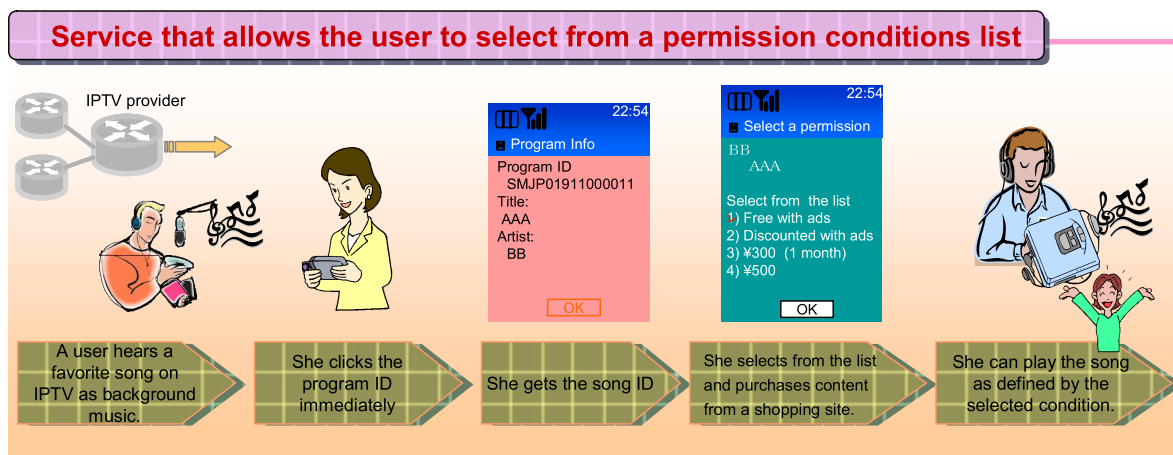 Service that allows the user to select from a permission conditions list
IPTV provider
22:54
Program Info
Program ID
SMJP01911000011
Title:
AAA
Artist:
BB
OK
22:54
Select a permission
BB
AAA
Select from the list
1) Free with ads
2) Discounted with ads
3) ¥300 (1 month)
4) ¥500
OK
A user hears a
favorite song on
IPTV as background
music.
She clicks the
program ID
immediately
She gets the song ID
She selects from the list
and purchases content
from a shopping site.
She can play the song
as defined by the
selected condition.